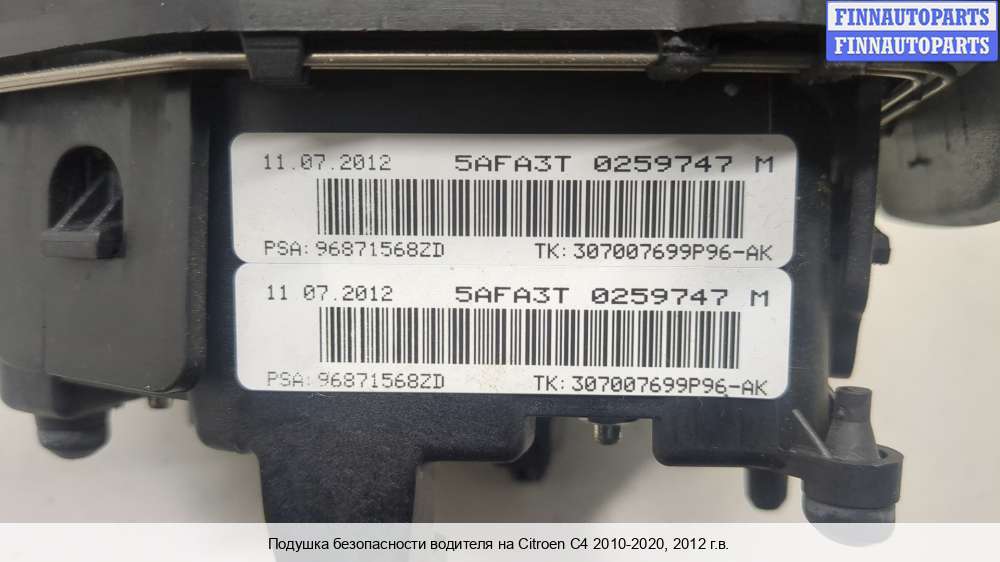 FINNAUTOPARTS
FINNAUTOPARTS
11.07.2012 5AFA3T 0259747 M
PSA: 96871568ZD TK: 307007699P96-AK
11 07.2012 5AFA3T 0259747 M
PSA: 96871568ZD TK: 307007699P96-AK
Подушка безопасности водителя на Citroen C4 2010-2020, 2012 г.в.